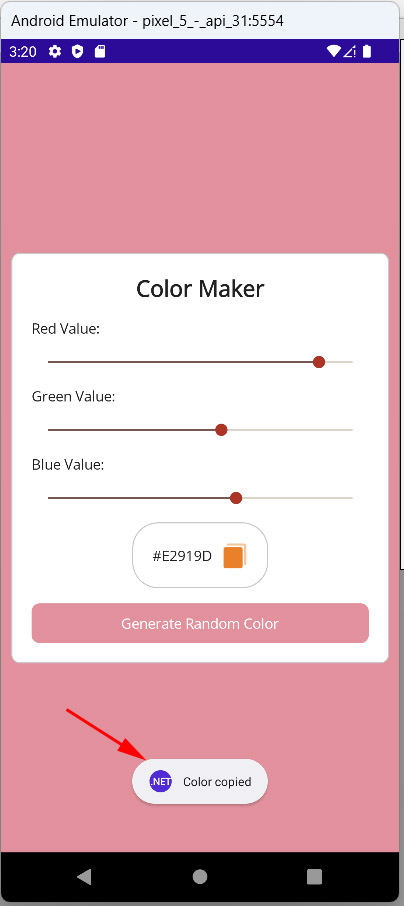 Android Emulator - pixel_5_-_api_31:5554
3:20
Color Maker
Red Value:
Green Value:
Blue Value:
#E2919D
Generate Random Color
.NET
Color copied